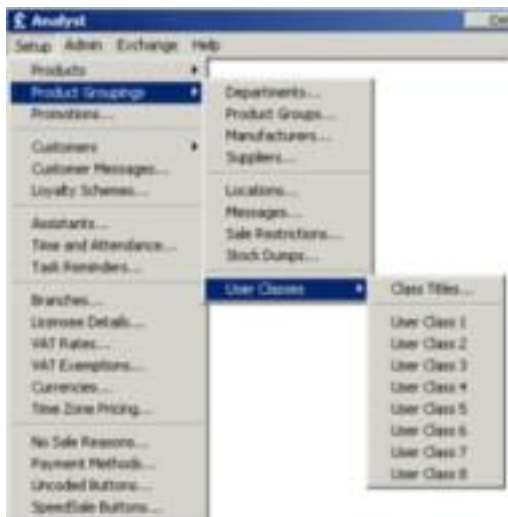 £ Analyst
Setup Admin Exchange Help
Products
Product Groupings
Promotions...
Customers
Customer Messages...
Loyalty Schemes...
Assistants...
Time and Attendance...
Task Reminders...
Branches...
Licensee Details...
VAT Rates...
VAT Exemptions...
Currencies...
Time Zone Pricing...
No Sale Reasons...
Payment Methods...
Uncoded Buttons...
SpeedSale Buttons...
Departments...
Product Groups...
Manufacturers...
Suppliers...
Locations...
Messages...
Sale Restrictions...
Stock Dumps...
User Classes
Class Titles...
User Class 1
User Class 2
User Class 3
User Class 4
User Class 5
User Class 6
User Class 7
User Class 8